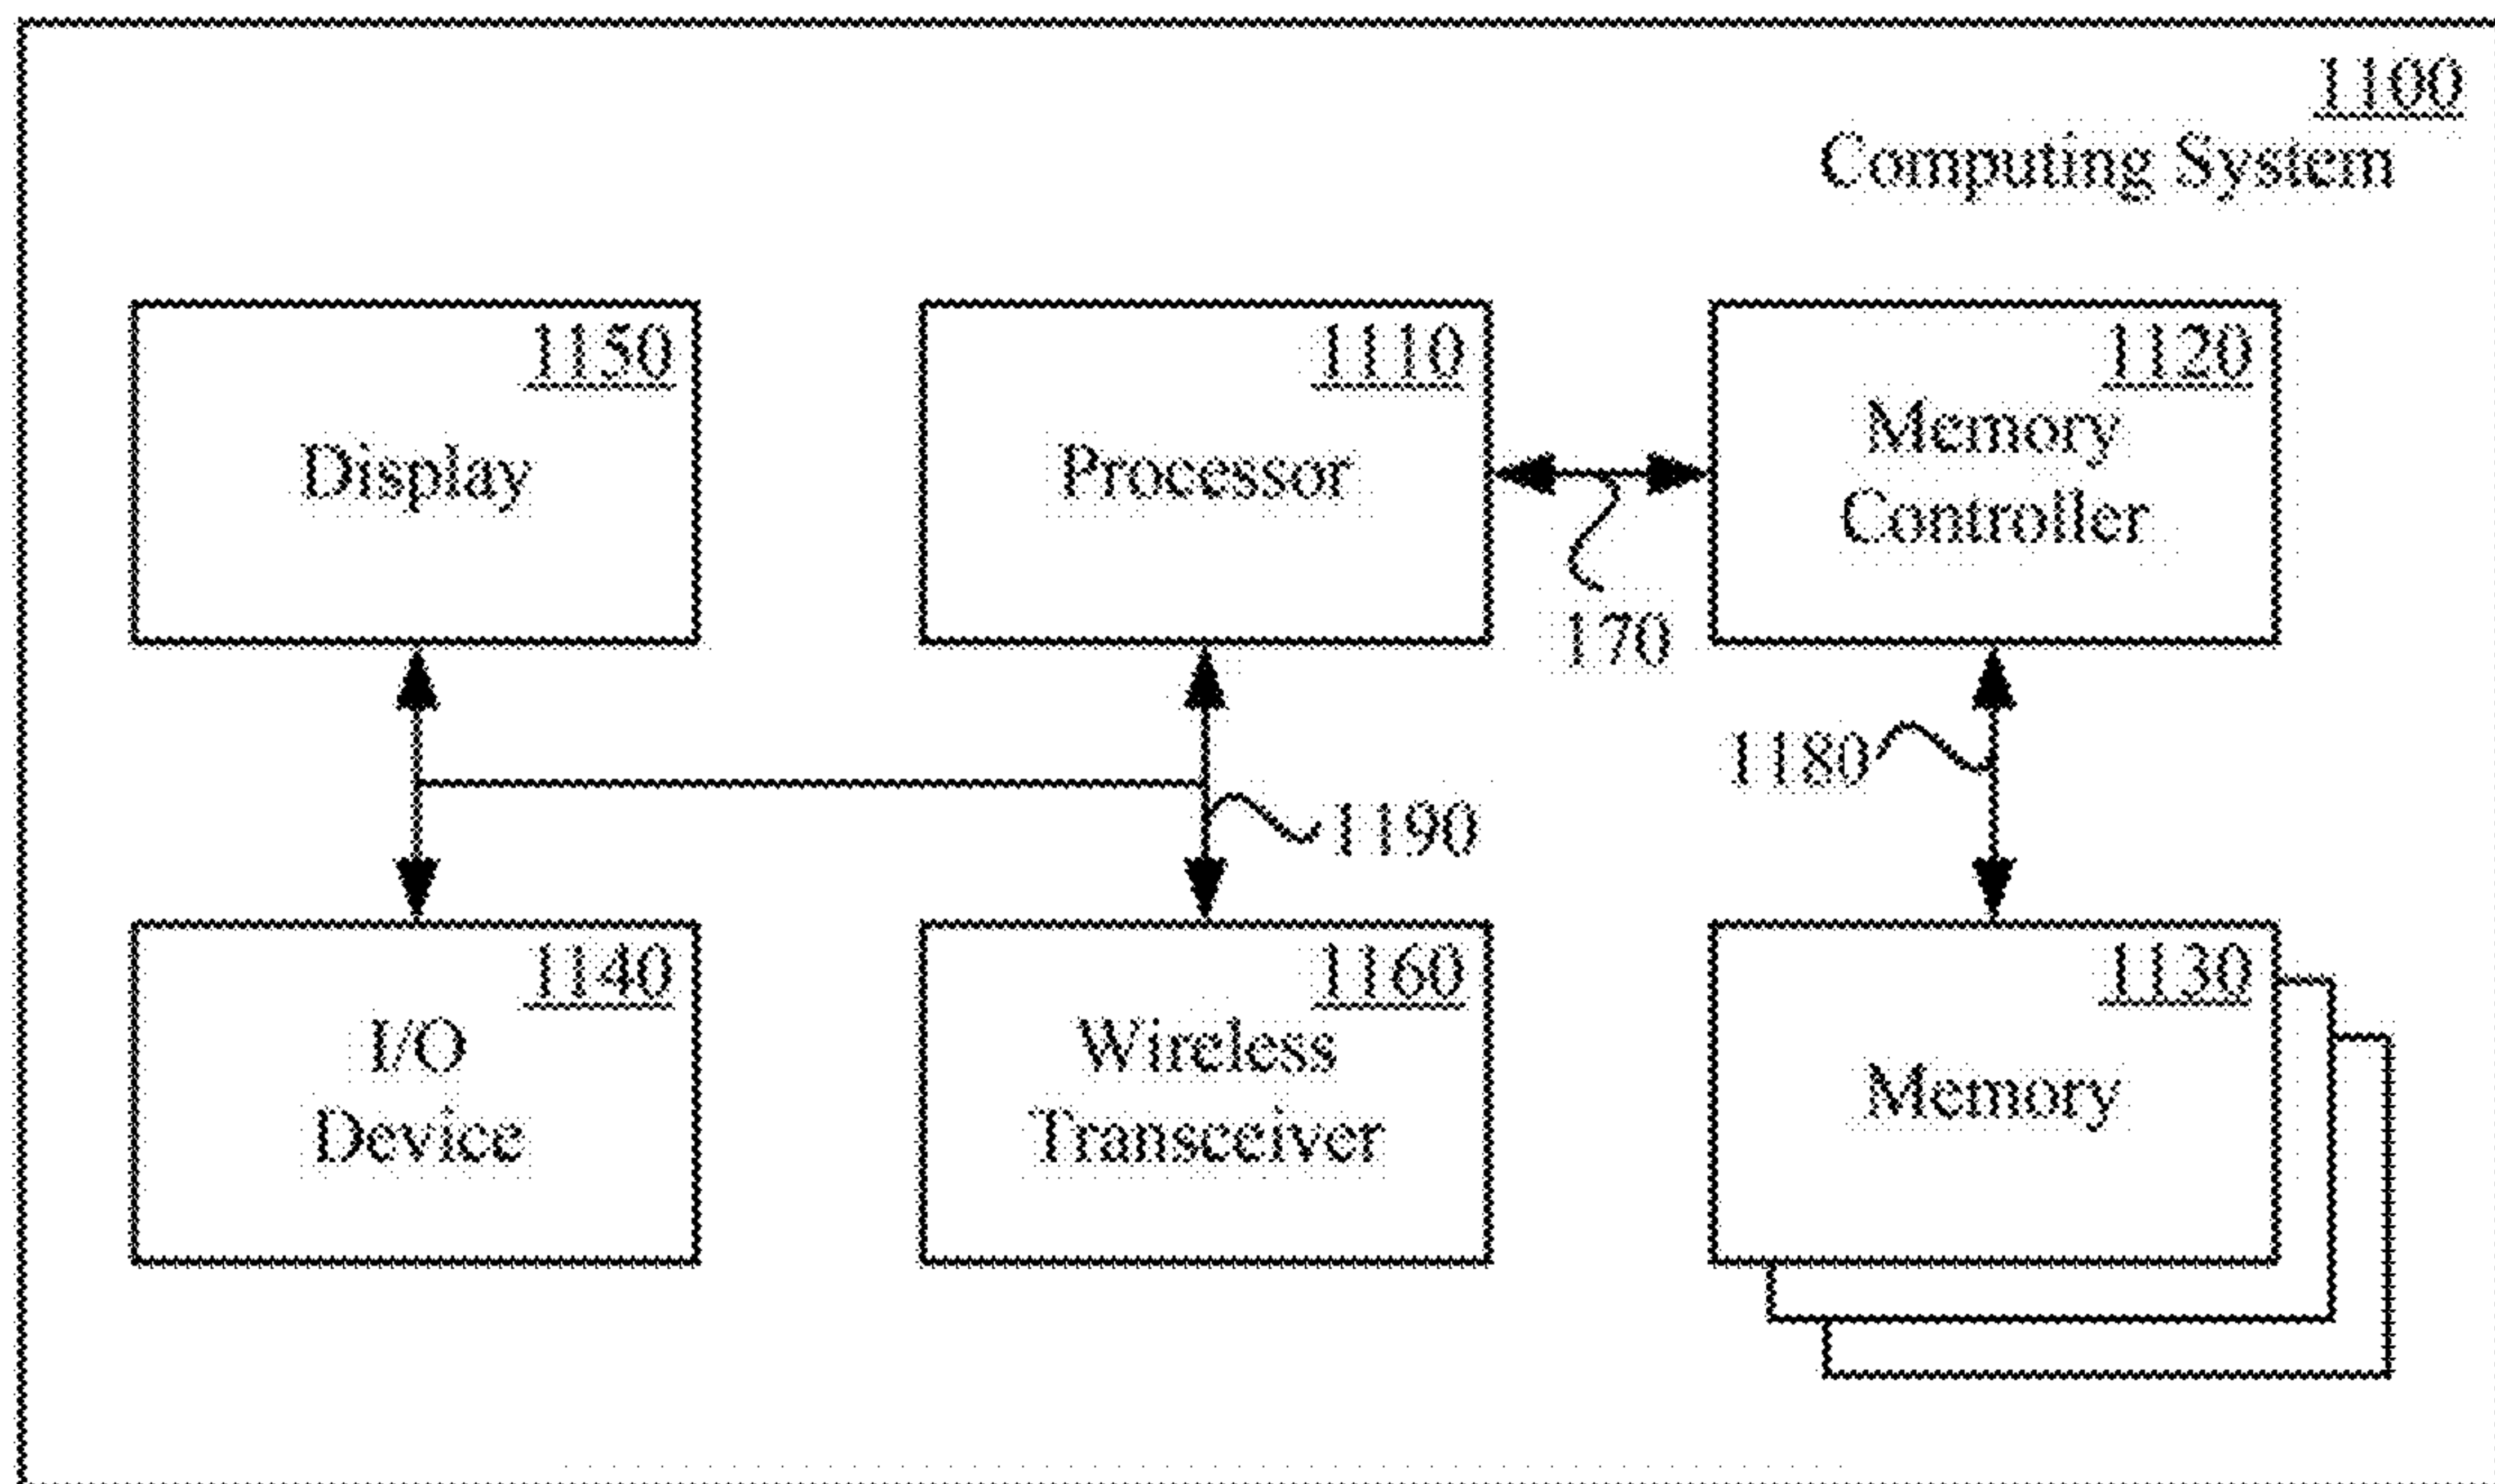 1100
Computing System
1150
Display
1110
Processor
1120
Memory
Controller
170
1180
1190
1140
I/O
Device
1160
Wireless
Transceiver
1130
Memory